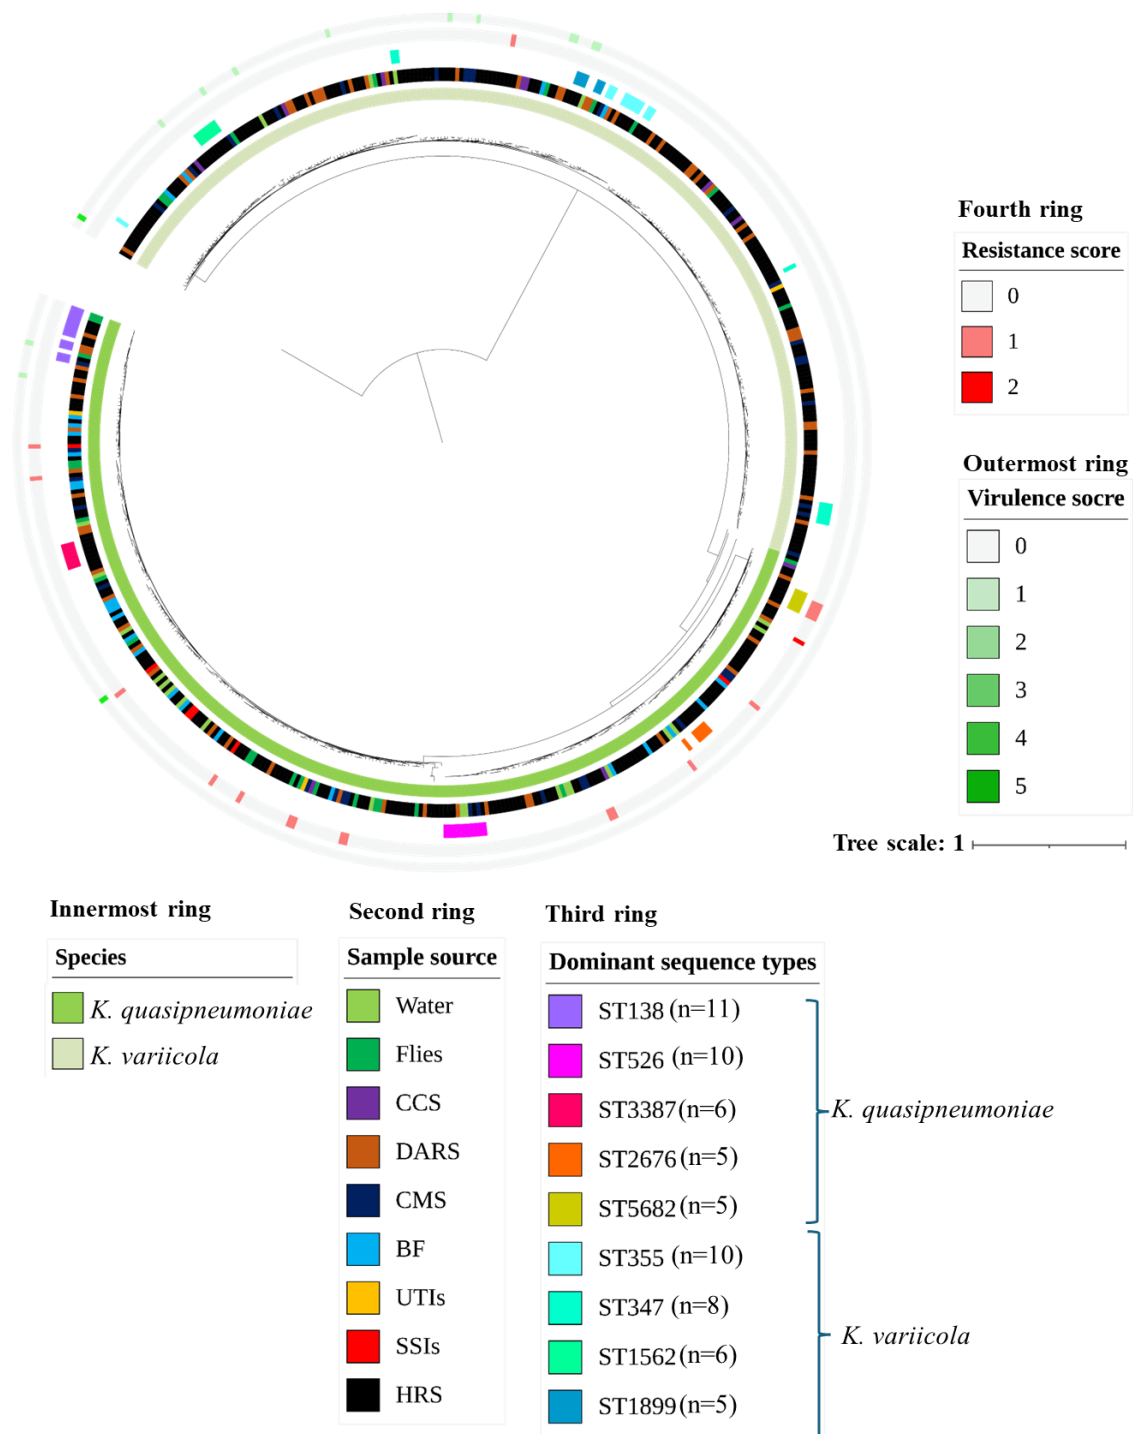 Fourth ring
Resistance score
0
1
2
Outermost ring
Virulence socre
0
1
2
3
4
5
Tree scale: 1
Innermost ring
Species
K. quasipneumoniae
K. variicola
Second ring
Sample source
Water
Flies
CCS
DARS
CMS
BF
UTIs
SSIs
HRS
Third ring
Dominant sequence types
ST138 (n=11)
ST526 (n=10)
ST3387 (n=6)
ST2676 (n=5)
ST5682 (n=5)
ST355 (n=10)
ST347 (n=8)
ST1562 (n=6)
ST1899 (n=5)
K. quasipneumoniae
K. variicola